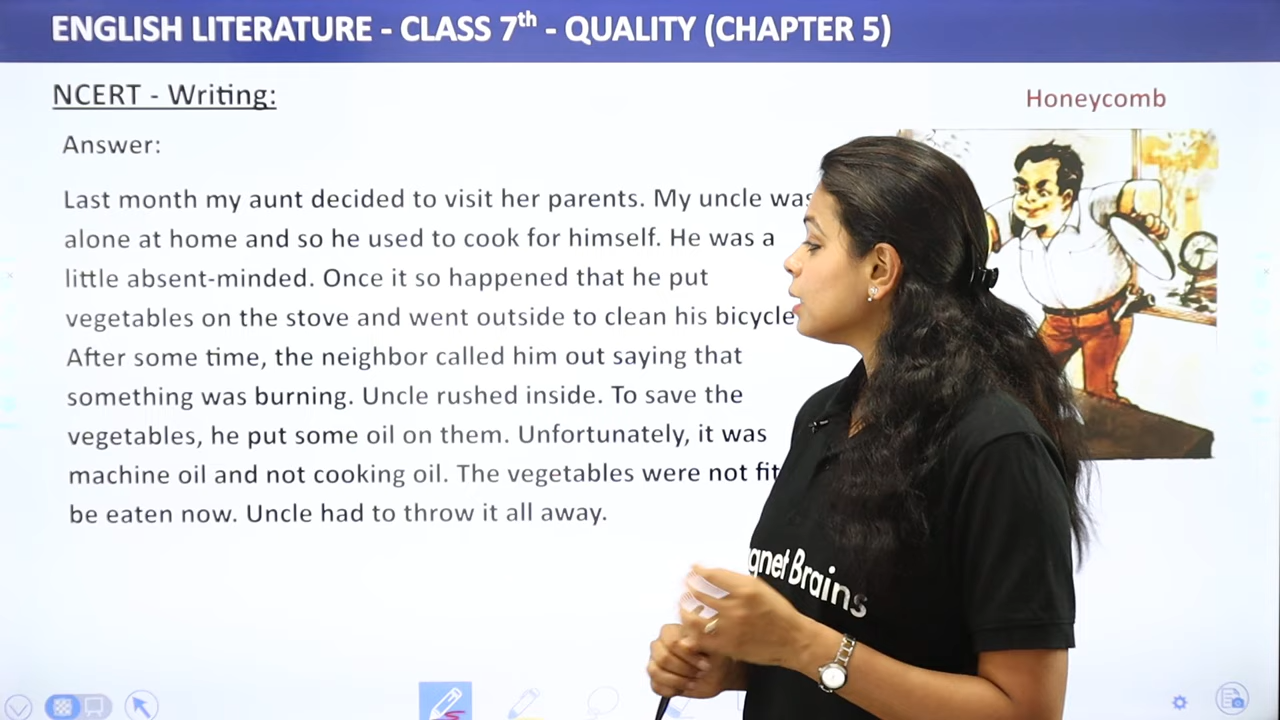 ENGLISH LITERATURE - CLASS 7th - QUALITY (CHAPTER 5)
NCERT - Writing:
Honeycomb
Answer:
Last month my aunt decided to visit her parents. My uncle was
alone at home and so he used to cook for himself. He was a
little absent-minded. Once it so happened that he put
vegetables on the stove and went outside to clean his bicycle
After some time, the neighbor called him out saying that
something was burning. Uncle rushed inside. To save the
vegetables, he put some oil on them. Unfortunately, it was
machine oil and not cooking oil. The vegetables were not fit
be eaten now. Uncle had to throw it all away.
gnet Brains